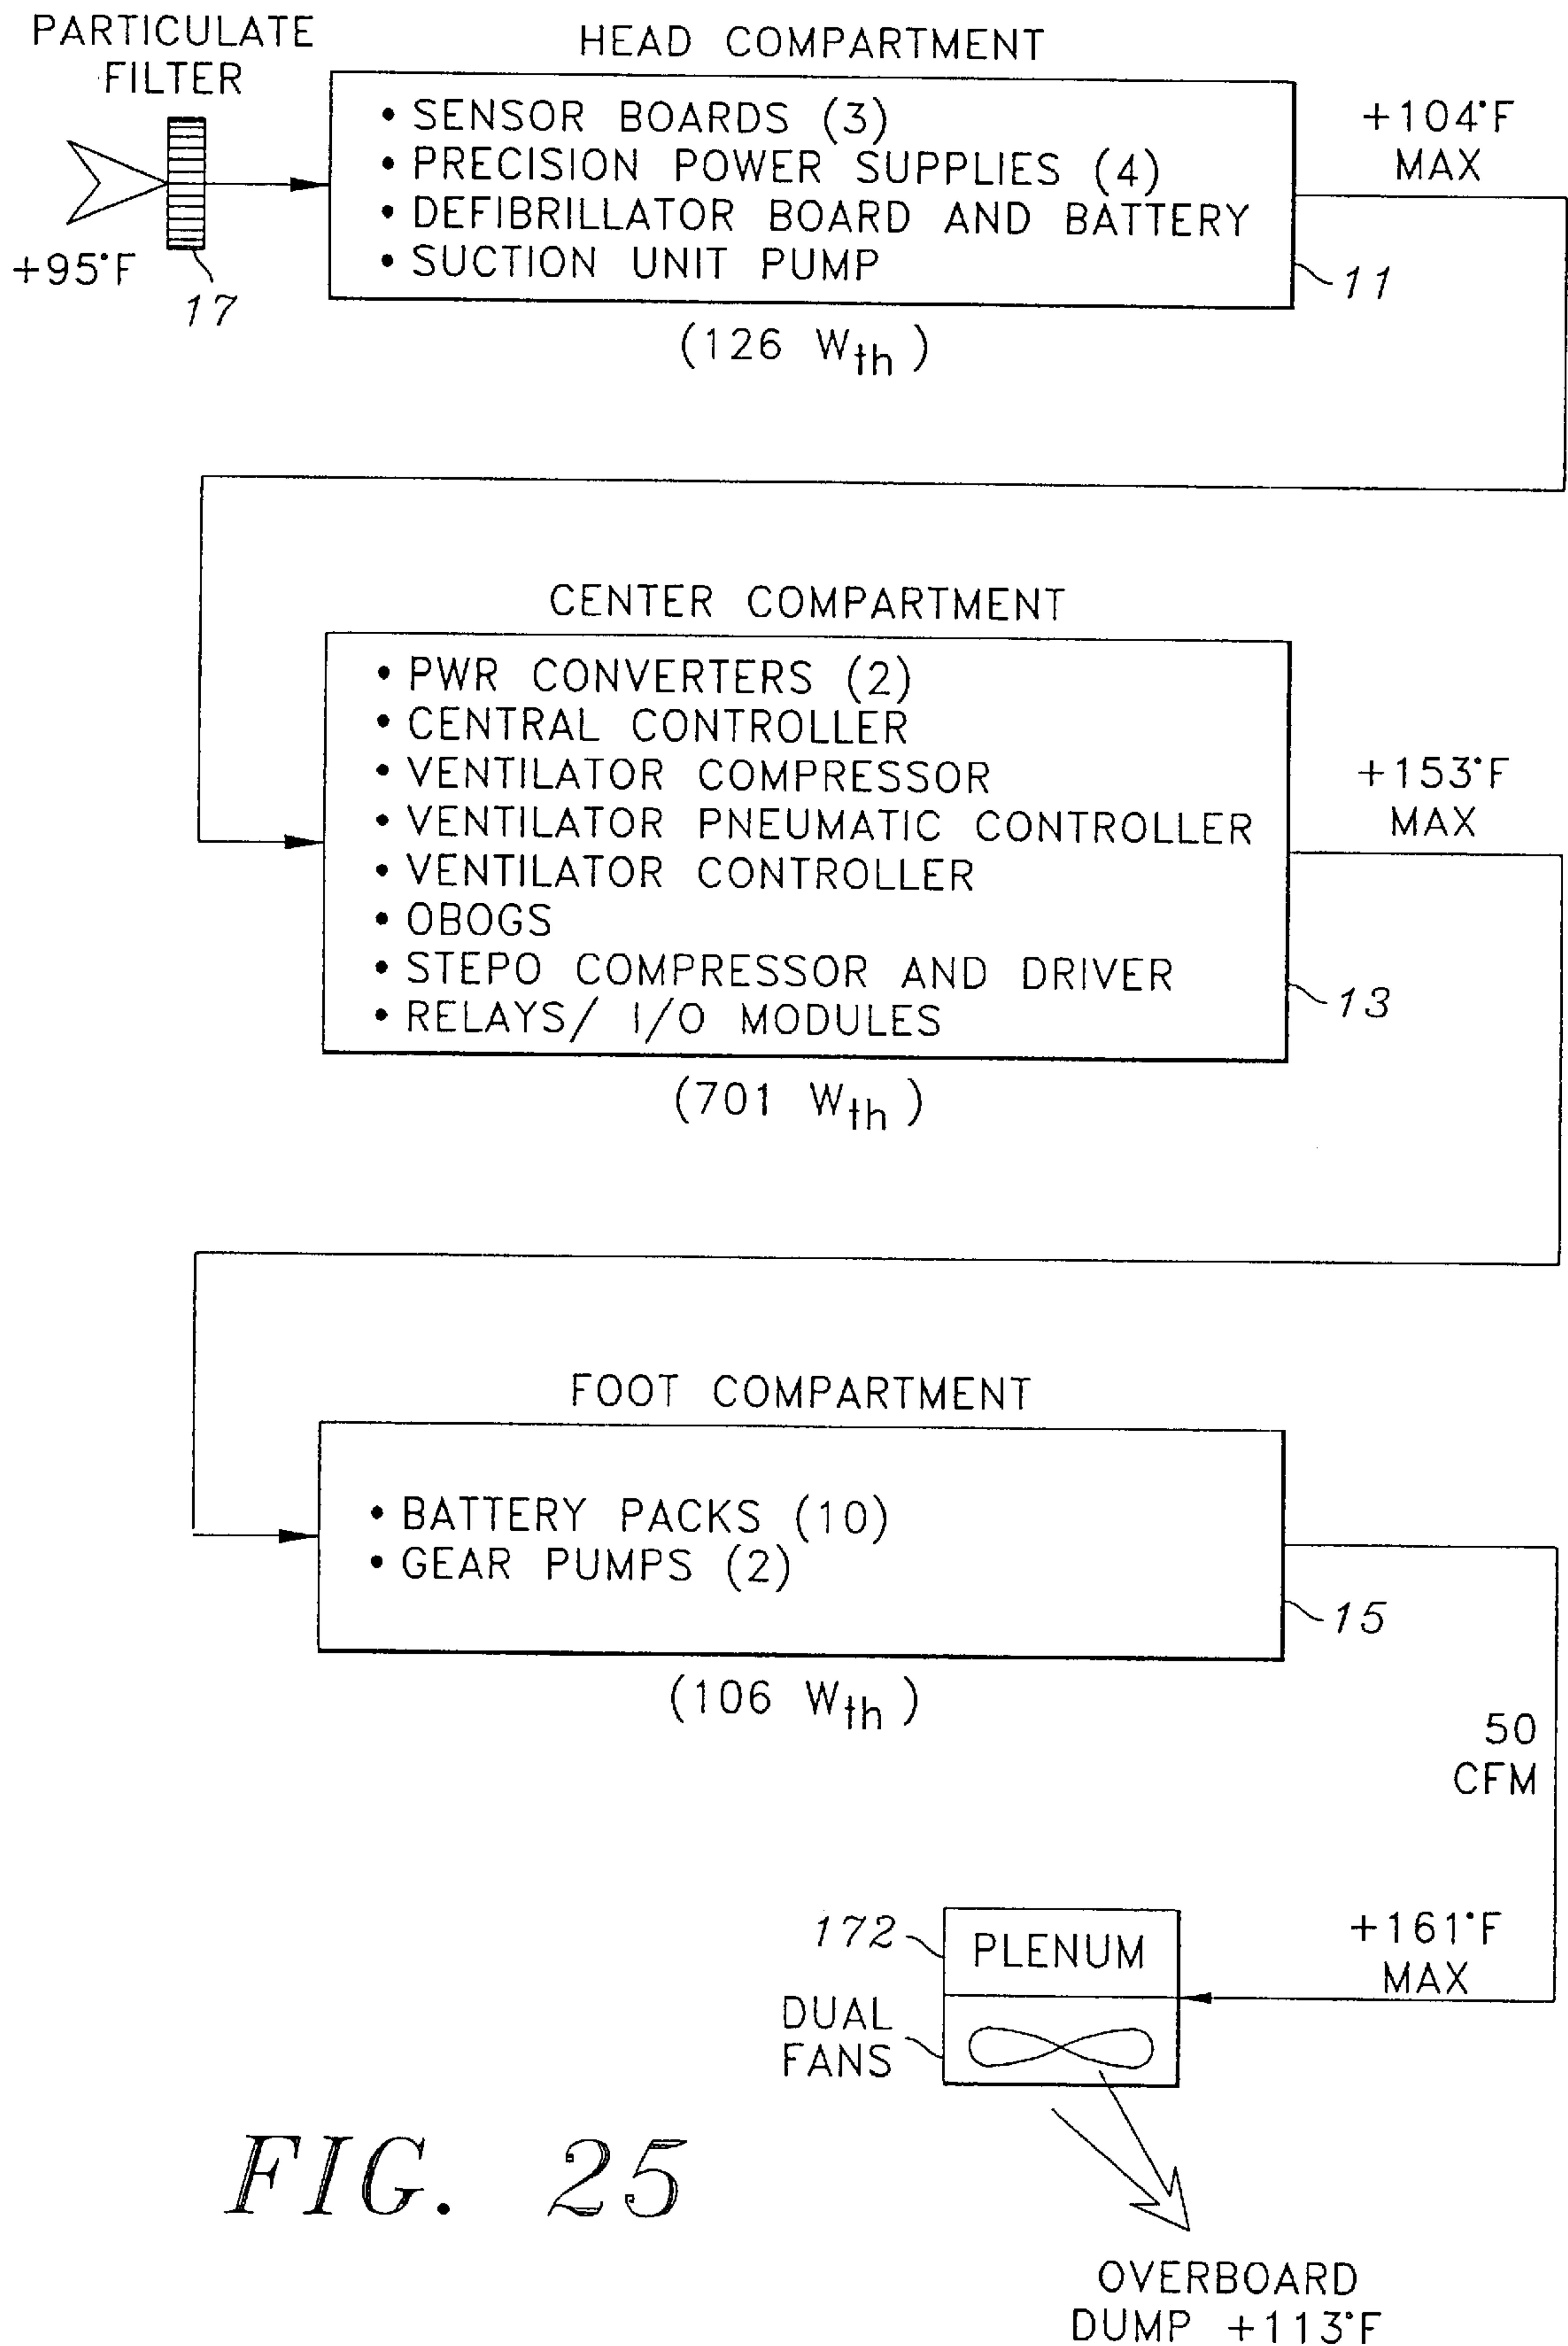 PARTICULATE
FILTER
+95°F
17
HEAD COMPARTMENT
• SENSOR BOARDS (3)
• PRECISION POWER SUPPLIES (4)
• DEFIBRILLATOR BOARD AND BATTERY
• SUCTION UNIT PUMP
11
(126 Wth)
+104°F
MAX
CENTER COMPARTMENT
• PWR CONVERTERS (2)
• CENTRAL CONTROLLER
• VENTILATOR COMPRESSOR
• VENTILATOR PNEUMATIC CONTROLLER
• VENTILATOR CONTROLLER
• OBOGS
• STEPO COMPRESSOR AND DRIVER
• RELAYS/ I/O MODULES
13
(701 Wth)
+153°F
MAX
FOOT COMPARTMENT
• BATTERY PACKS (10)
• GEAR PUMPS (2)
15
(106 Wth)
50
CFM
+161°F
MAX
172
PLENUM
DUAL
FANS
OVERBOARD
DUMP +113°F
FIG. 25